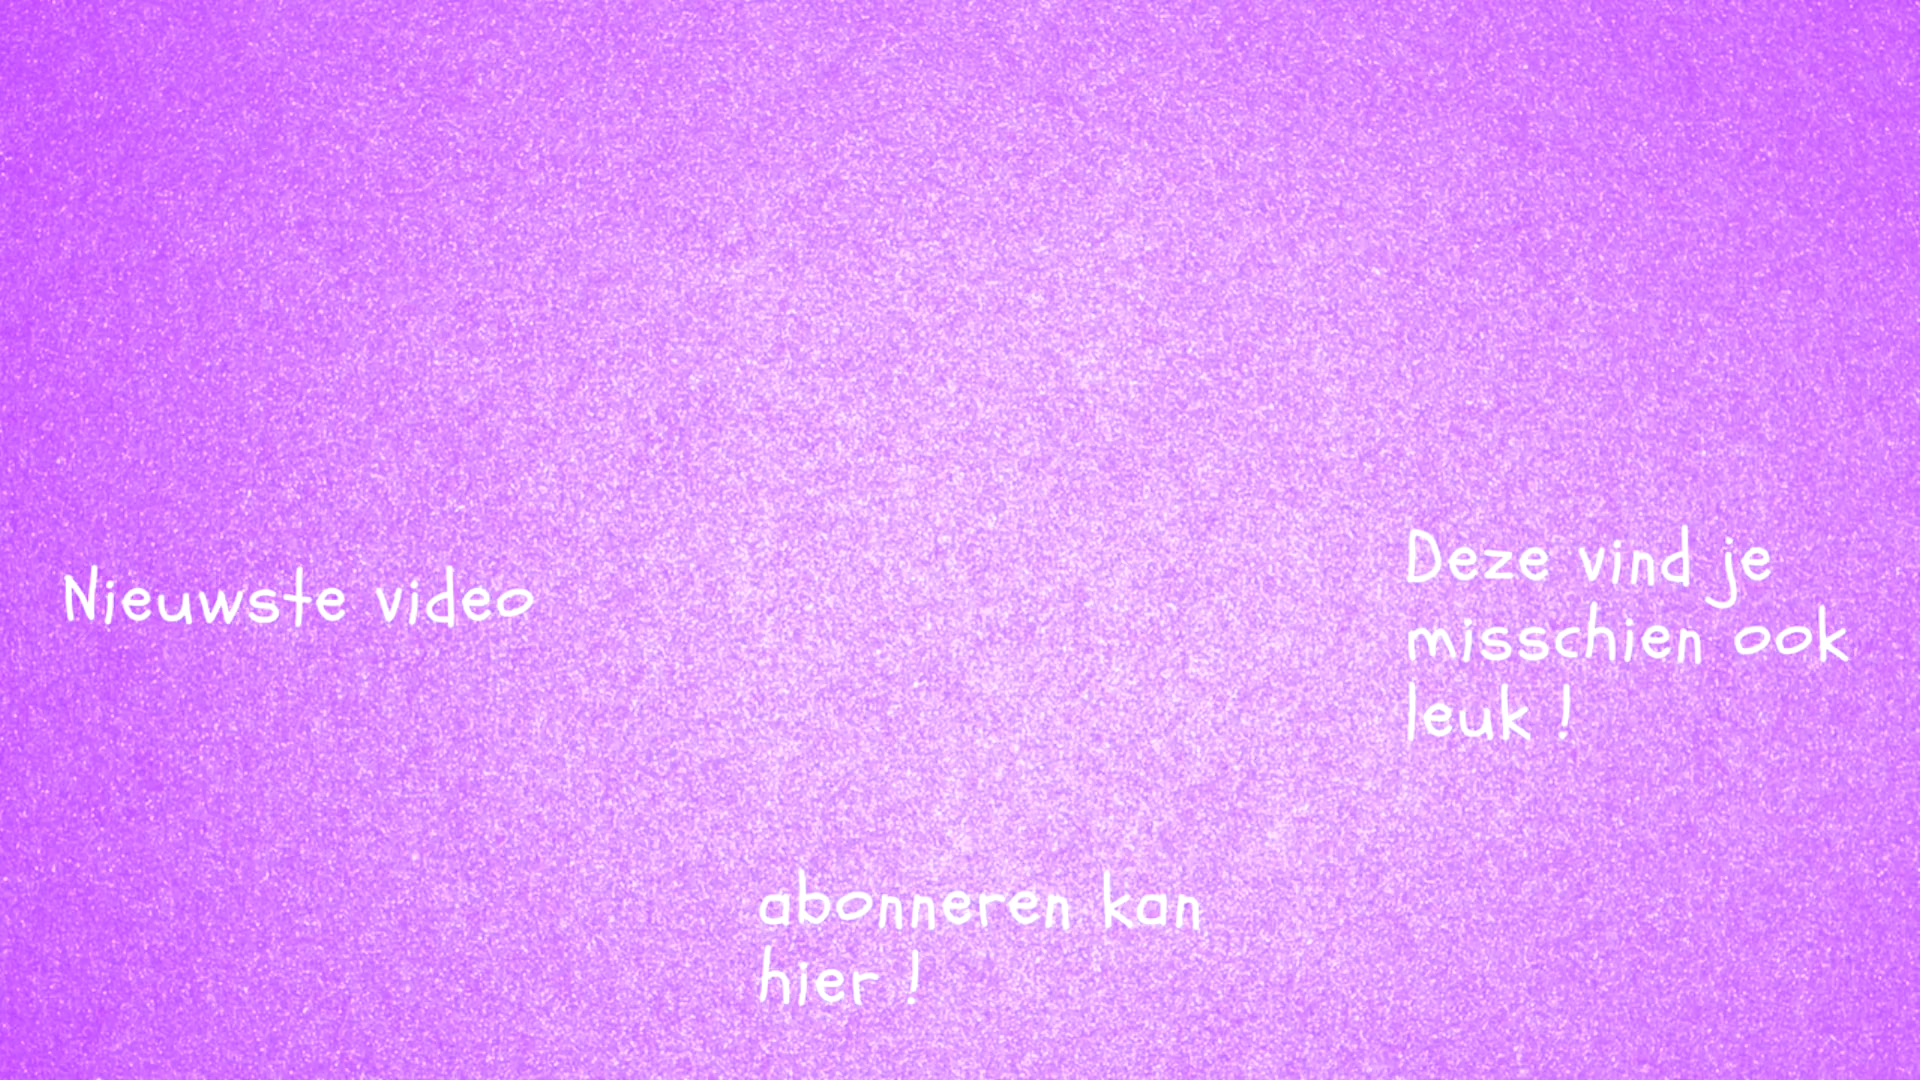 Nieuwste video
Deze vind je
misschien ook
leuk !
abonneren kan
hier !